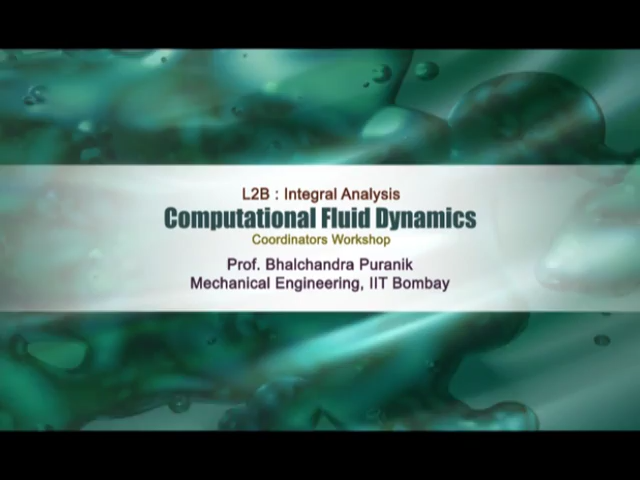 L2B : Integral Analysis
Computational Fluid Dynamics
Coordinators Workshop
Prof. Bhalchandra Puranik
Mechanical Engineering, IIT Bombay